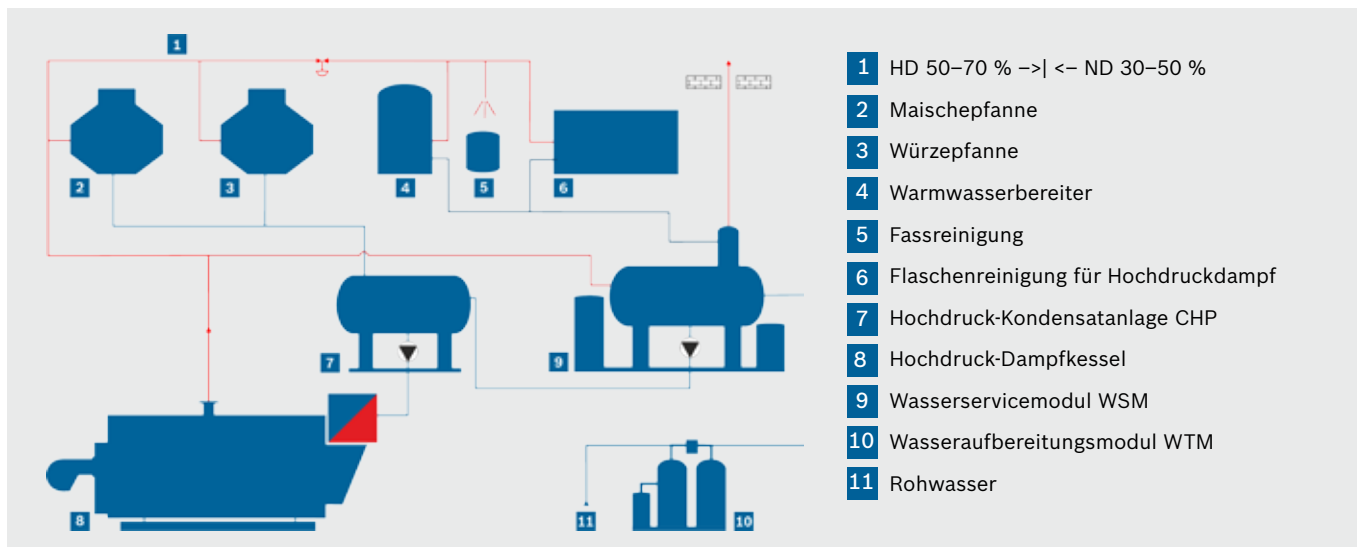 1
2
3
4
5
6
7
9
8
11
10
1 HD 50–70 % –>| <– ND 30–50 %
2 Maischepfanne
3 Würzepfanne
4 Warmwasserbereiter
5 Fassreinigung
6 Flaschenreinigung für Hochdruckdampf
7 Hochdruck-Kondensatanlage CHP
8 Hochdruck-Dampfkessel
9 Wasserservicemodul WSM
10 Wasseraufbereitungsmodul WTM
11 Rohwasser